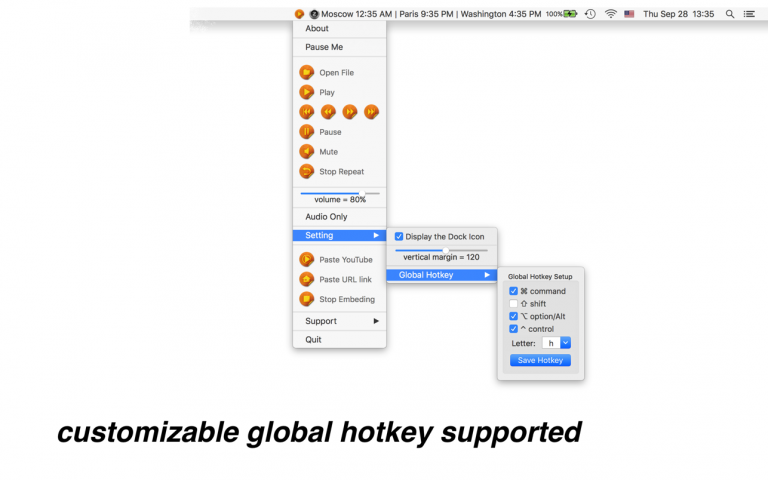 Moscow 12:35 AM | Paris 9:35 PM | Washington 4:35 PM 100% Thu Sep 28 13:35
About
Pause Me
Open File
Play
Pause
Mute
Stop Repeat
volume = 80%
Audio Only
Setting
Display the Dock Icon
vertical margin = 120
Global Hotkey
Paste YouTube
Paste URL link
Stop Embeding
Support
Quit
Global Hotkey Setup
⌘ command
⇧ shift
⌥ option/Alt
^ control
Letter: h
Save Hotkey
customizable global hotkey supported